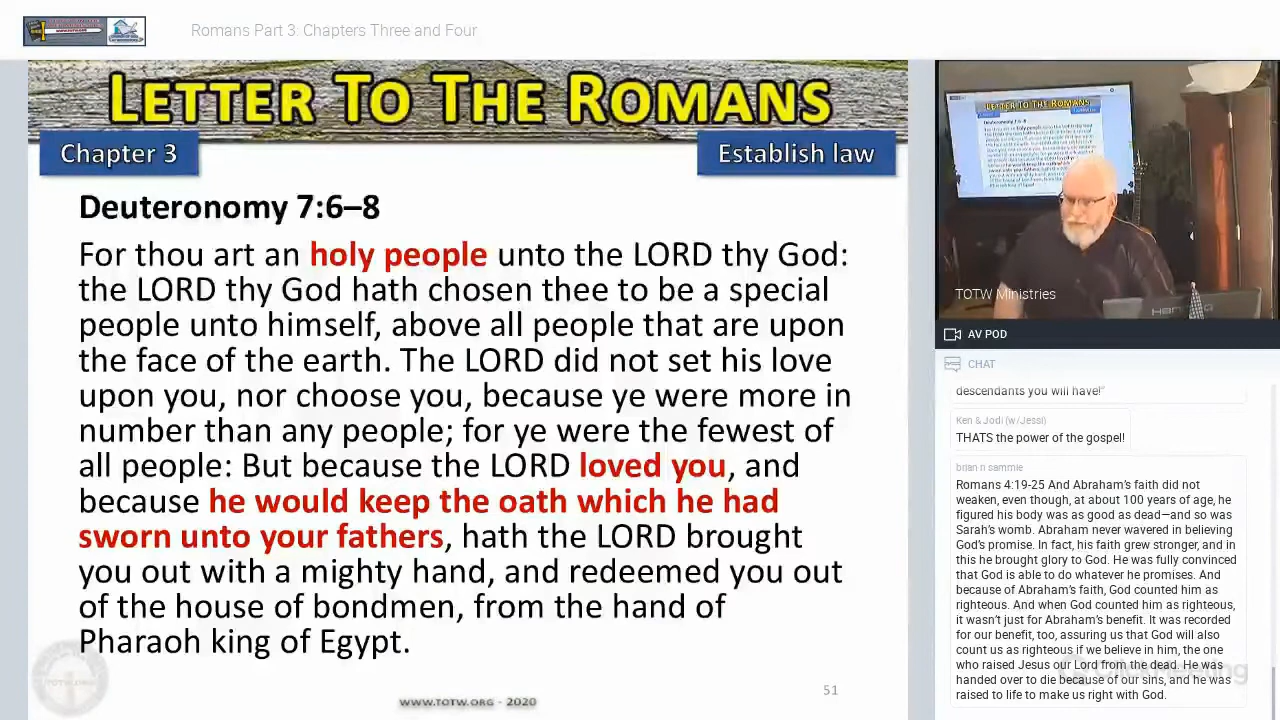 Romans Part 3: Chapters Three and Four
LETTER TO THE ROMANS
Chapter 3
Establish law
Deuteronomy 7:6–8
For thou art an holy people unto the LORD thy God:
the LORD thy God hath chosen thee to be a special
people unto himself, above all people that are upon
the face of the earth. The LORD did not set his love
upon you, nor choose you, because ye were more in
number than any people; for ye were the fewest of
all people: But because the LORD loved you, and
because he would keep the oath which he had
sworn unto your fathers, hath the LORD brought
you out with a mighty hand, and redeemed you out
of the house of bondmen, from the hand of
Pharaoh king of Egypt.
WWW.TOTW.ORG - 2020
51
LETTER TO THE ROMANS
Deuteronomy 7:6–8
TOTW Ministries
AV POD
CHAT
descendants you will have!"
Ken & Jodi (w/Jessi)
THATS the power of the gospel!
brian n sammie
Romans 4:19-25 And Abraham's faith did not
weaken, even though, at about 100 years of age, he
figured his body was as good as dead—and so was
Sarah's womb. Abraham never wavered in believing
God's promise. In fact, his faith grew stronger, and in
this he brought glory to God. He was fully convinced
that God is able to do whatever he promises. And
because of Abraham's faith, God counted him as
righteous. And when God counted him as righteous,
it wasn't just for Abraham's benefit. It was recorded
for our benefit, too, assuring us that God will also
count us as righteous if we believe in him, the one
who raised Jesus our Lord from the dead. He was
handed over to die because of our sins, and he was
raised to life to make us right with God.